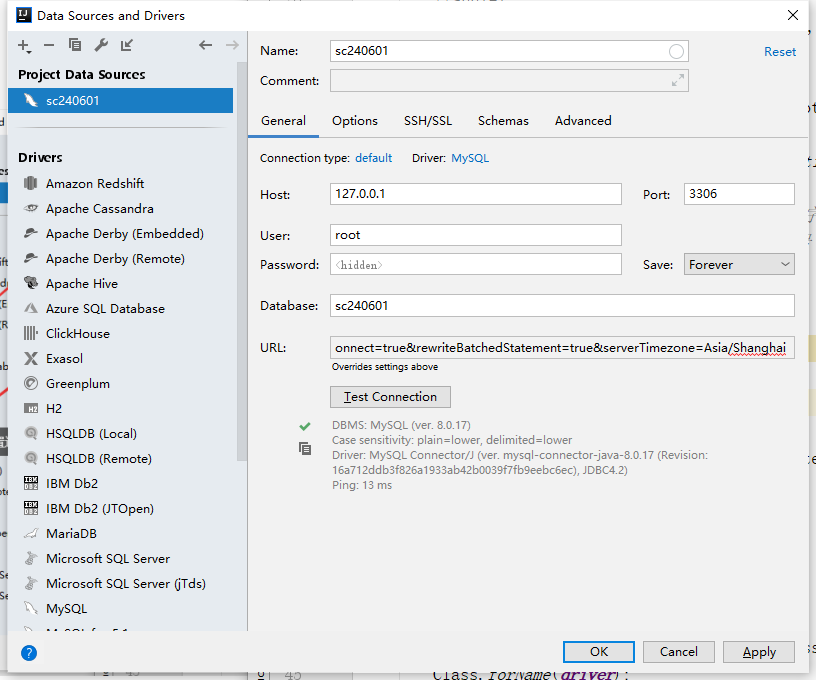 Data Sources and Drivers
Project Data Sources
sc240601
Drivers
Amazon Redshift
Apache Cassandra
Apache Derby (Embedded)
Apache Derby (Remote)
Apache Hive
Azure SQL Database
ClickHouse
Exasol
Greenplum
H2
HSQLDB (Local)
HSQLDB (Remote)
IBM Db2
IBM Db2 (JTOpen)
MariaDB
Microsoft SQL Server
Microsoft SQL Server (jTds)
MySQL
Name: sc240601 Reset
Comment:
General Options SSH/SSL Schemas Advanced
Connection type: default Driver: MySQL
Host: 127.0.0.1 Port: 3306
User: root
Password: <hidden> Save: Forever
Database: sc240601
URL: onnect=true&rewriteBatchedStatement=true&serverTimezone=Asia/Shanghai
Overrides settings above
Test Connection
DBMS: MySQL (ver. 8.0.17)
Case sensitivity: plain=lower, delimited=lower
Driver: MySQL Connector/J (ver. mysql-connector-java-8.0.17 (Revision:
16a712ddb3f826a1933ab42b0039f7fb9eebc6ec), JDBC4.2)
Ping: 13 ms
OK Cancel Apply
45 Class.forName(driver);